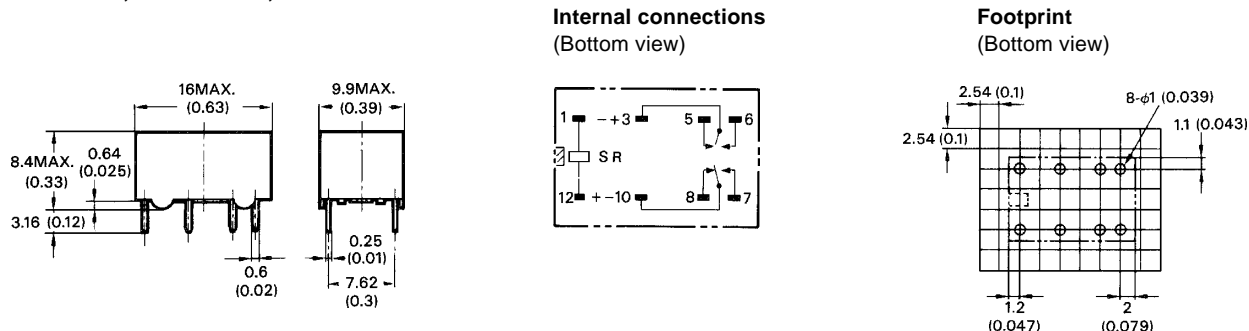 Internal connections
(Bottom view)
Footprint
(Bottom view)
16MAX.
(0.63)
8.4MAX.
(0.33)
0.64
(0.025)
3.16 (0.12)
0.6
(0.02)
9.9MAX.
(0.39)
0.25
(0.01)
7.62
(0.3)
1 -+3 5 6
S R
12 +-10 8 7
2.54 (0.1)
8-ϕ1 (0.039)
1.1 (0.043)
2.54 (0.1)
1.2
(0.047)
2
(0.079)